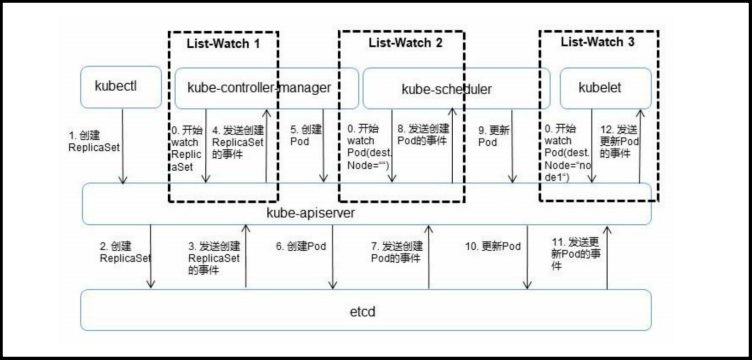 List-Watch 1
List-Watch 2
List-Watch 3
kubectl
kube-controller-manager
kube-scheduler
kubelet
1. 创建
ReplicaSet
0. 开始
watch
Replic
aSet
4. 发送创建
ReplicaSet
的事件
5. 创建
Pod
0. 开始
watch
Pod(dest.
Node="")
8. 发送创建
Pod的事件
9. 更新
Pod
0. 开始
watch
Pod(dest.
Node="no
de1")
12. 发送
更新Pod
的事件
kube-apiserver
2. 创建
ReplicaSet
3. 发送创建
ReplicaSet
的事件
6. 创建Pod
7. 发送创建
Pod的事件
10. 更新Pod
11. 发送更
新Pod的事
件
etcd